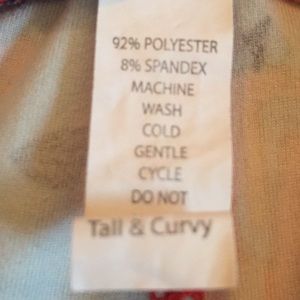 92% POLYESTER
8% SPANDEX
MACHINE
WASH
COLD
GENTLE
CYCLE
DO NOT
Tall & Curvy